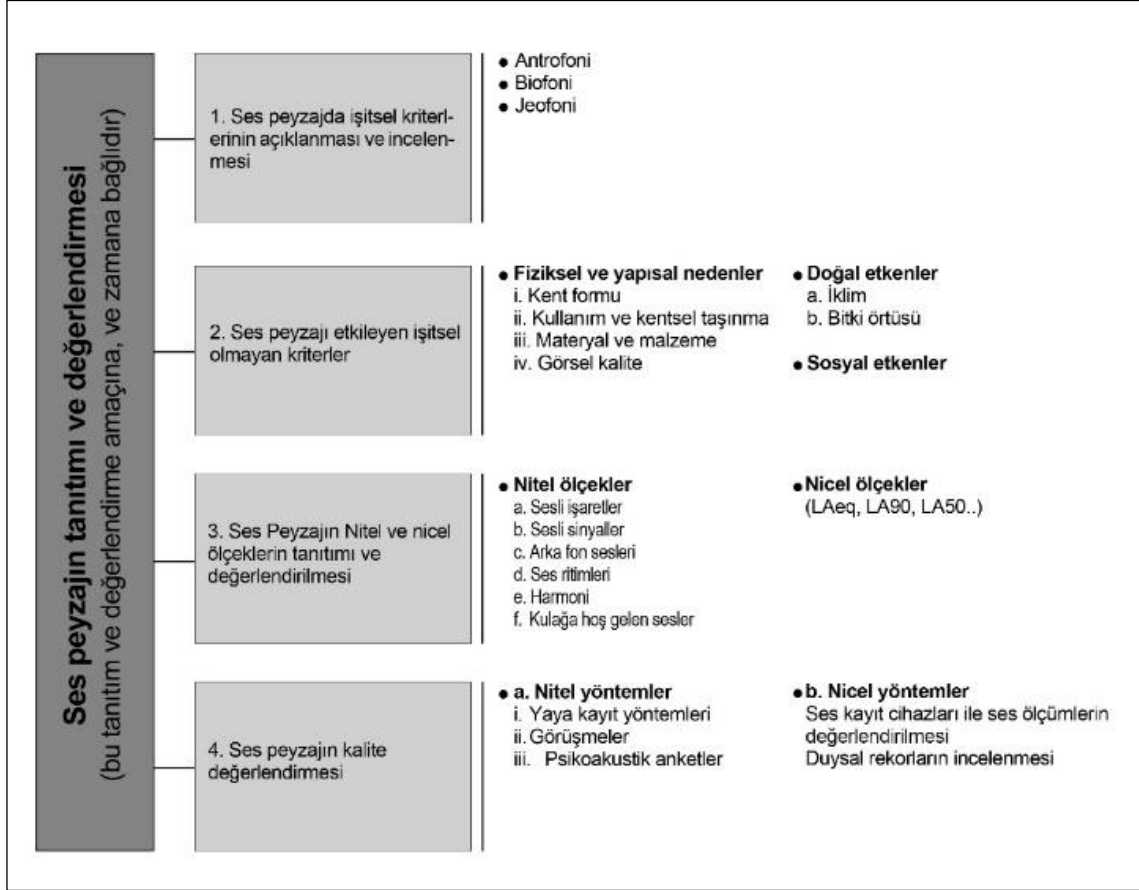 Ses peyzajın tanıtımı ve değerlendirmesi
(bu tanıtım ve değerlendirme amaçına, ve zamana bağlıdır)
1. Ses peyzajda işitsel kriterl-
erinin açıklanması ve incelen-
mesi
● Antrofoni
● Biofoni
● Jeofoni
2. Ses peyzajı etkileyen işitsel
olmayan kriterler
● Fiziksel ve yapısal nedenler
i. Kent formu
ii. Kullanım ve kentsel taşınma
iii. Materyal ve malzeme
iv. Görsel kalite
● Doğal etkenler
a. İklim
b. Bitki örtüsü
● Sosyal etkenler
3. Ses Peyzajın Nitel ve nicel
ölçeklerin tanıtımı ve
değerlendirilmesi
● Nitel ölçekler
a. Sesli işaretler
b. Sesli sinyaller
c. Arka fon sesleri
d. Ses ritimleri
e. Harmoni
f. Kulağa hoş gelen sesler
● Nicel ölçekler
(LAeq, LA90, LA50..)
4. Ses peyzajın kalite
değerlendirmesi
● a. Nitel yöntemler
i. Yaya kayıt yöntemleri
ii. Görüşmeler
iii. Psikoakustik anketler
● b. Nicel yöntemler
Ses kayıt cihazları ile ses ölçümlerin
değerlendirilmesi
Duysal rekorların incelenmesi